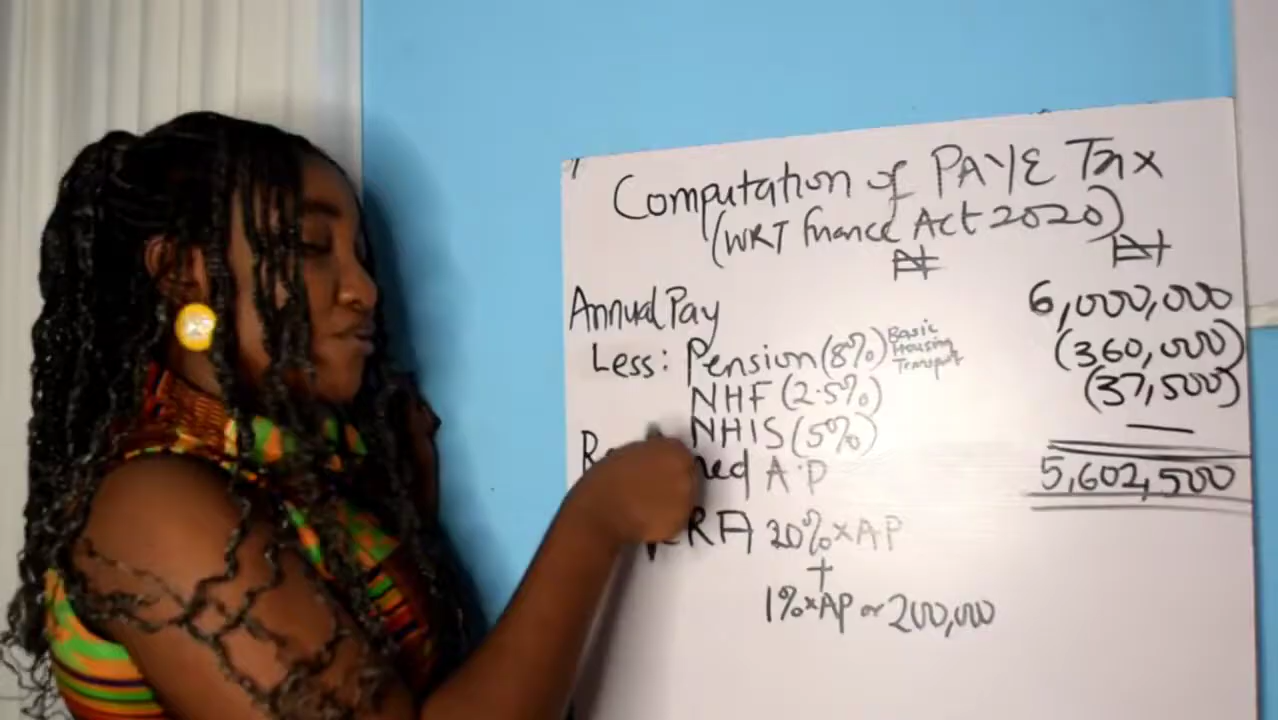 Computation of PAYE Tax
(WRT finance Act 2020)
₦ ₦
Annual Pay 6,000,000
Less: Pension (8%) Basic Housing Transport (360,000)
NHF (2.5%) (37,500)
NHIS (5%) —
A.P 5,602,500
20% x AP
+
1% x AP or 200,000